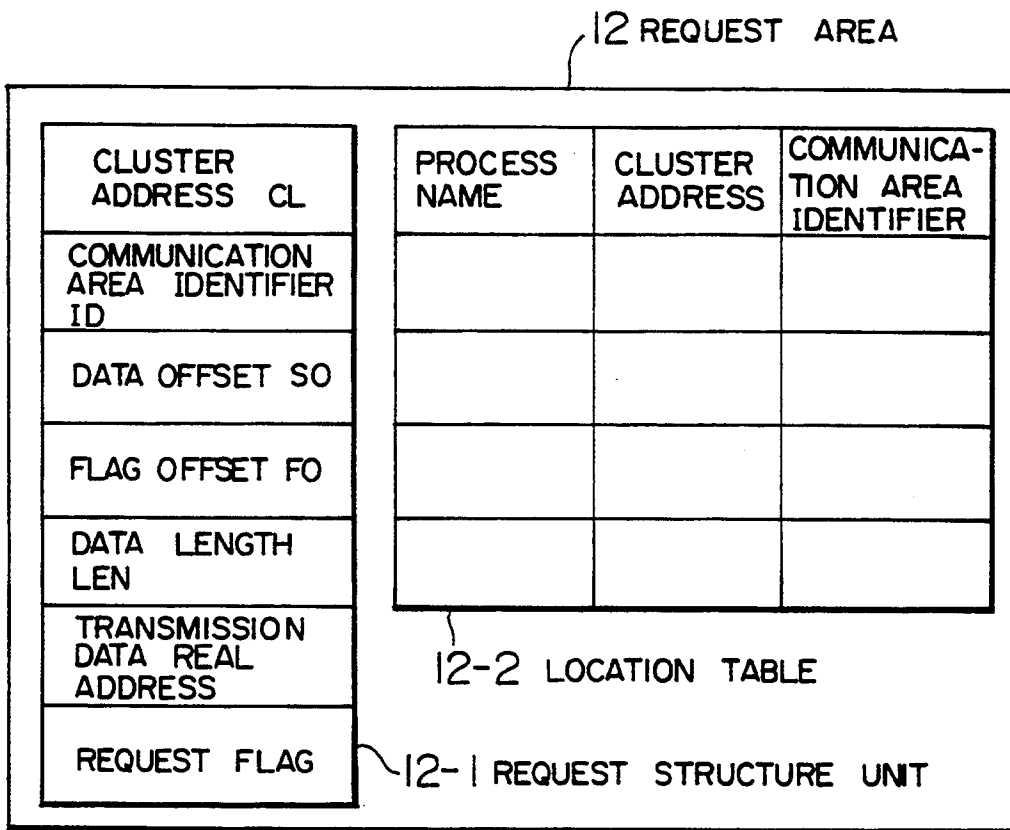 12 REQUEST AREA
CLUSTER
ADDRESS CL
COMMUNICATION
AREA IDENTIFIER
ID
DATA OFFSET SO
FLAG OFFSET FO
DATA LENGTH
LEN
TRANSMISSION
DATA REAL
ADDRESS
REQUEST FLAG
PROCESS
NAME
CLUSTER
ADDRESS
COMMUNICA-
TION AREA
IDENTIFIER
12-2 LOCATION TABLE
12-1 REQUEST STRUCTURE UNIT